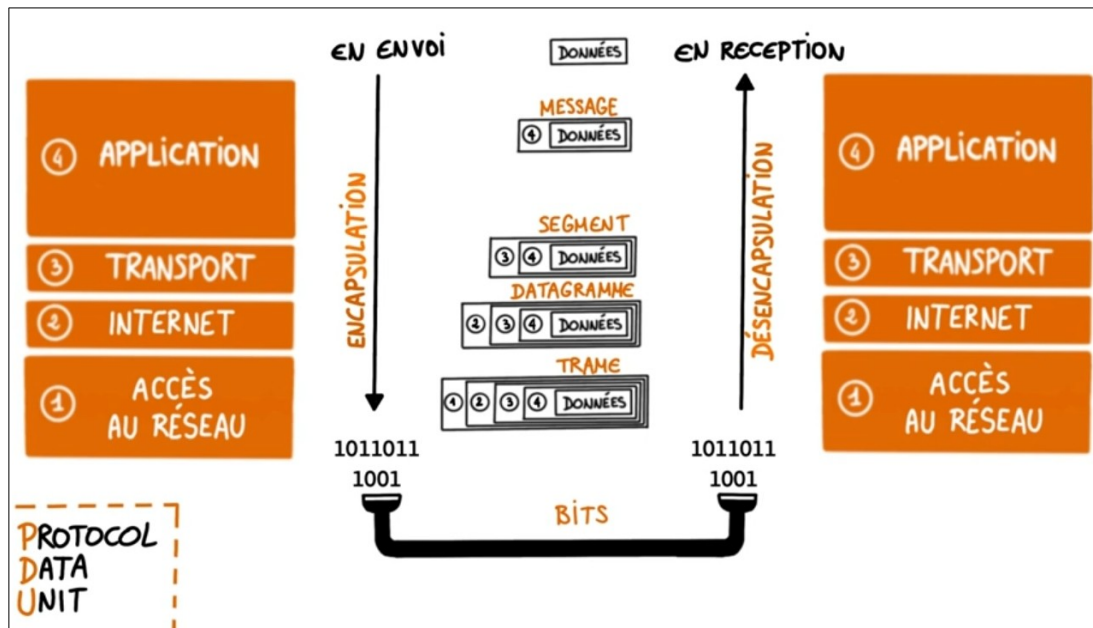 EN ENVOI
DONNÉES
EN RECEPTION
MESSAGE
④ DONNÉES
④ APPLICATION
④ APPLICATION
ENCAPSULATION
DÉSENCAPSULATION
SEGMENT
③ ④ DONNÉES
③ TRANSPORT
③ TRANSPORT
DATAGRAMME
② ③ ④ DONNÉES
② INTERNET
② INTERNET
TRAME
① ② ③ ④ DONNÉES
① ACCÈS
AU RÉSEAU
① ACCÈS
AU RÉSEAU
1011011
1001
1011011
1001
BITS
PROTOCOL
DATA
UNIT